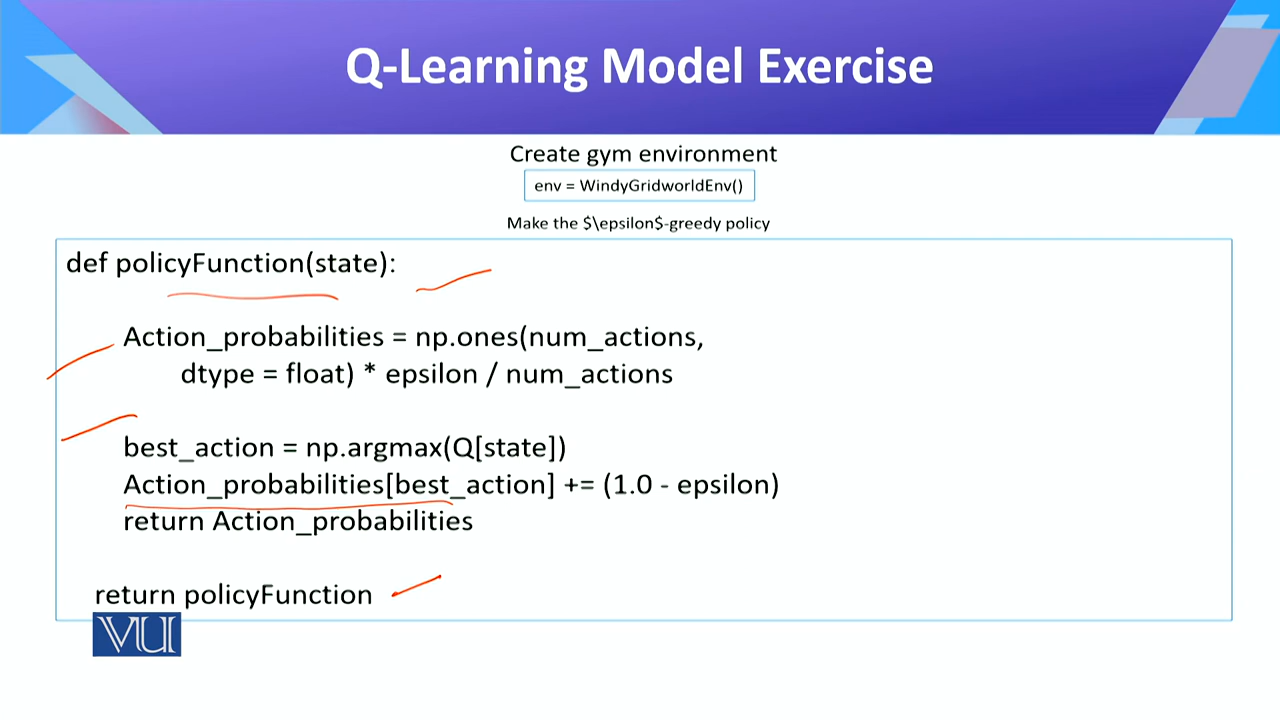 Q-Learning Model Exercise
Create gym environment
env = WindyGridworldEnv()
Make the $\epsilon$-greedy policy
def policyFunction(state):
Action_probabilities = np.ones(num_actions,
dtype = float) * epsilon / num_actions
best_action = np.argmax(Q[state])
Action_probabilities[best_action] += (1.0 - epsilon)
return Action_probabilities
return policyFunction
VU